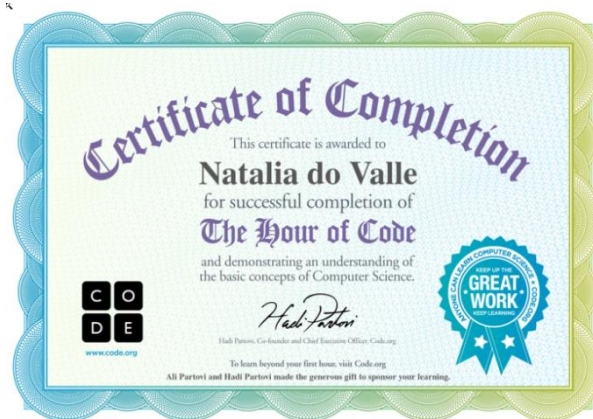 Certificate of Completion
This certificate is awarded to
Natalia do Valle
for successful completion of
The Hour of Code
and demonstrating an understanding of
the basic concepts of Computer Science.
C O
D E
www.code.org
Hadi Partovi
Hadi Partovi, Co-founder and Chief Executive Officer, Code.org
ANYONE CAN LEARN COMPUTER SCIENCE • CODE.ORG
KEEP UP THE
GREAT
WORK
KEEP LEARNING
To learn beyond your first hour, visit Code.org
Ali Partovi and Hadi Partovi made the generous gift to sponsor your learning.